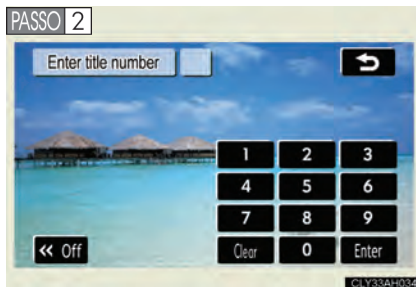 PASSO 2
Enter title number
1 2 3
4 5 6
7 8 9
« Off Clear 0 Enter
CLY33AH034